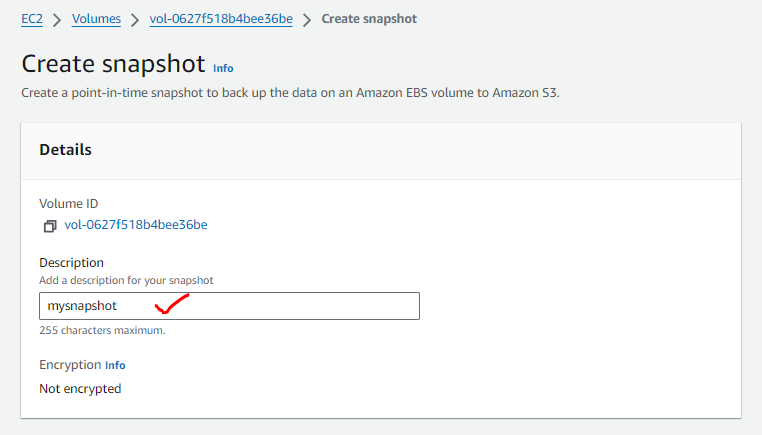 EC2 > Volumes > vol-0627f518b4bee36be > Create snapshot
Create snapshot Info
Create a point-in-time snapshot to back up the data on an Amazon EBS volume to Amazon S3.
Details
Volume ID
vol-0627f518b4bee36be
Description
Add a description for your snapshot
mysnapshot
255 characters maximum.
Encryption Info
Not encrypted